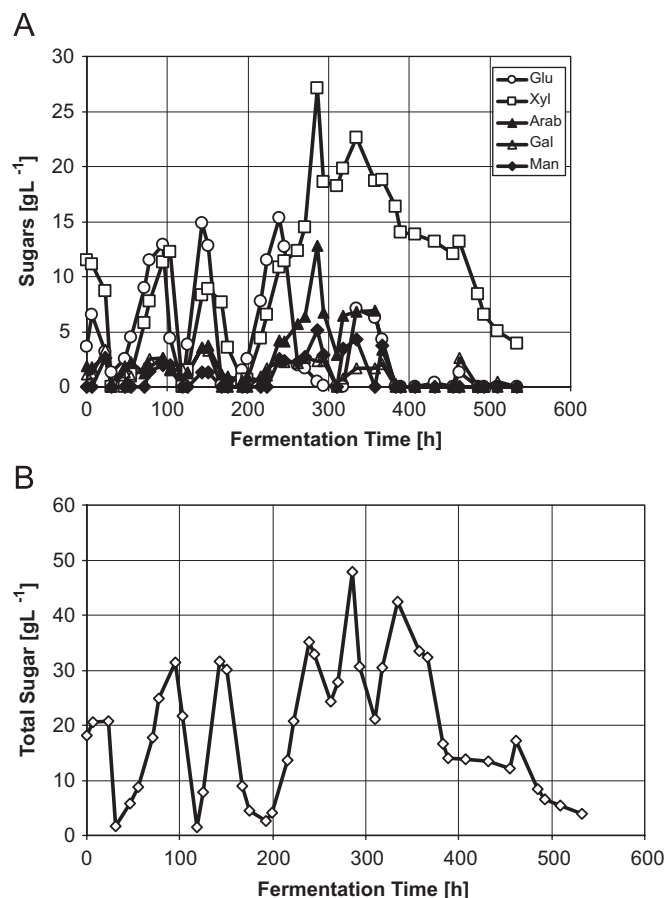 A
30
25
20
15
10
5
0
Sugars [gL -1]
Glu
Xyl
Arab
Gal
Man
0 100 200 300 400 500 600
Fermentation Time [h]
B
60
50
40
30
20
10
0
Total Sugar [gL -1]
0 100 200 300 400 500 600
Fermentation Time [h]